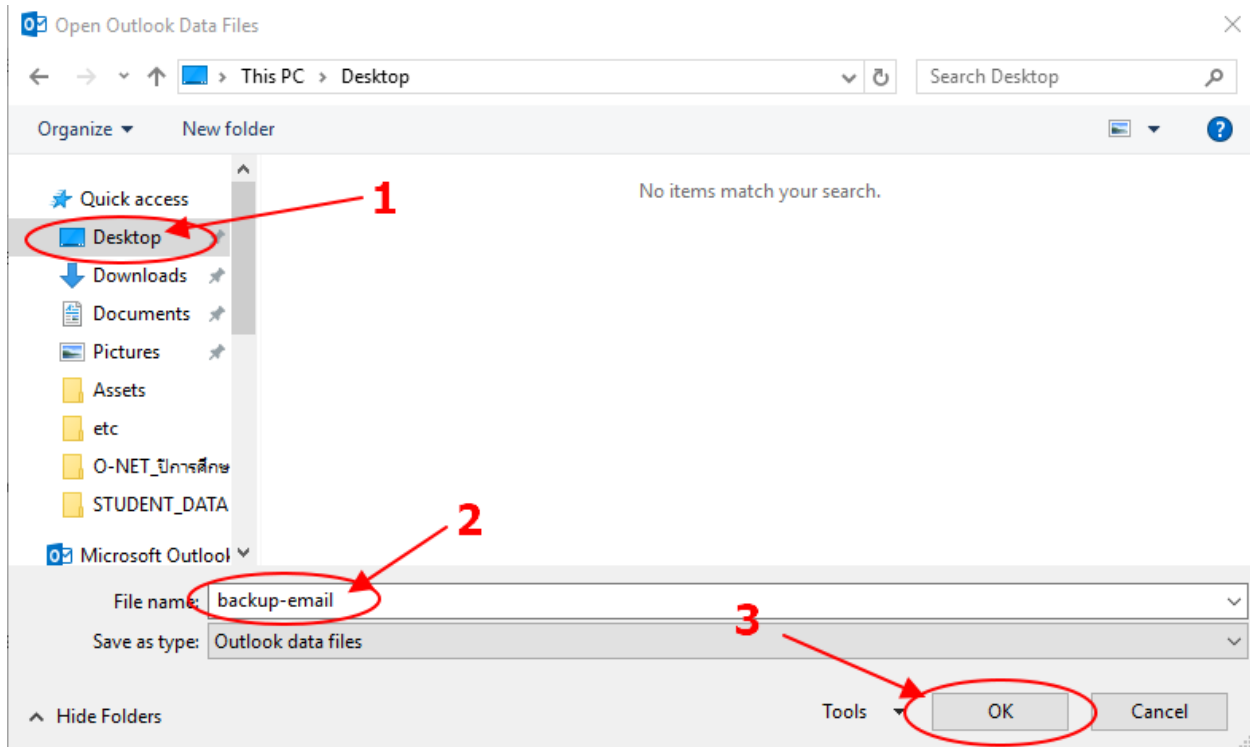 Open Outlook Data Files
This PC > Desktop
Search Desktop
Organize
New folder
?
Quick access
No items match your search.
1
Desktop
Downloads
Documents
Pictures
Assets
etc
O-NET_ปีการศึกษ
STUDENT_DATA
2
Microsoft Outlook
File name: backup-email
3
Save as type: Outlook data files
Hide Folders
Tools
OK
Cancel